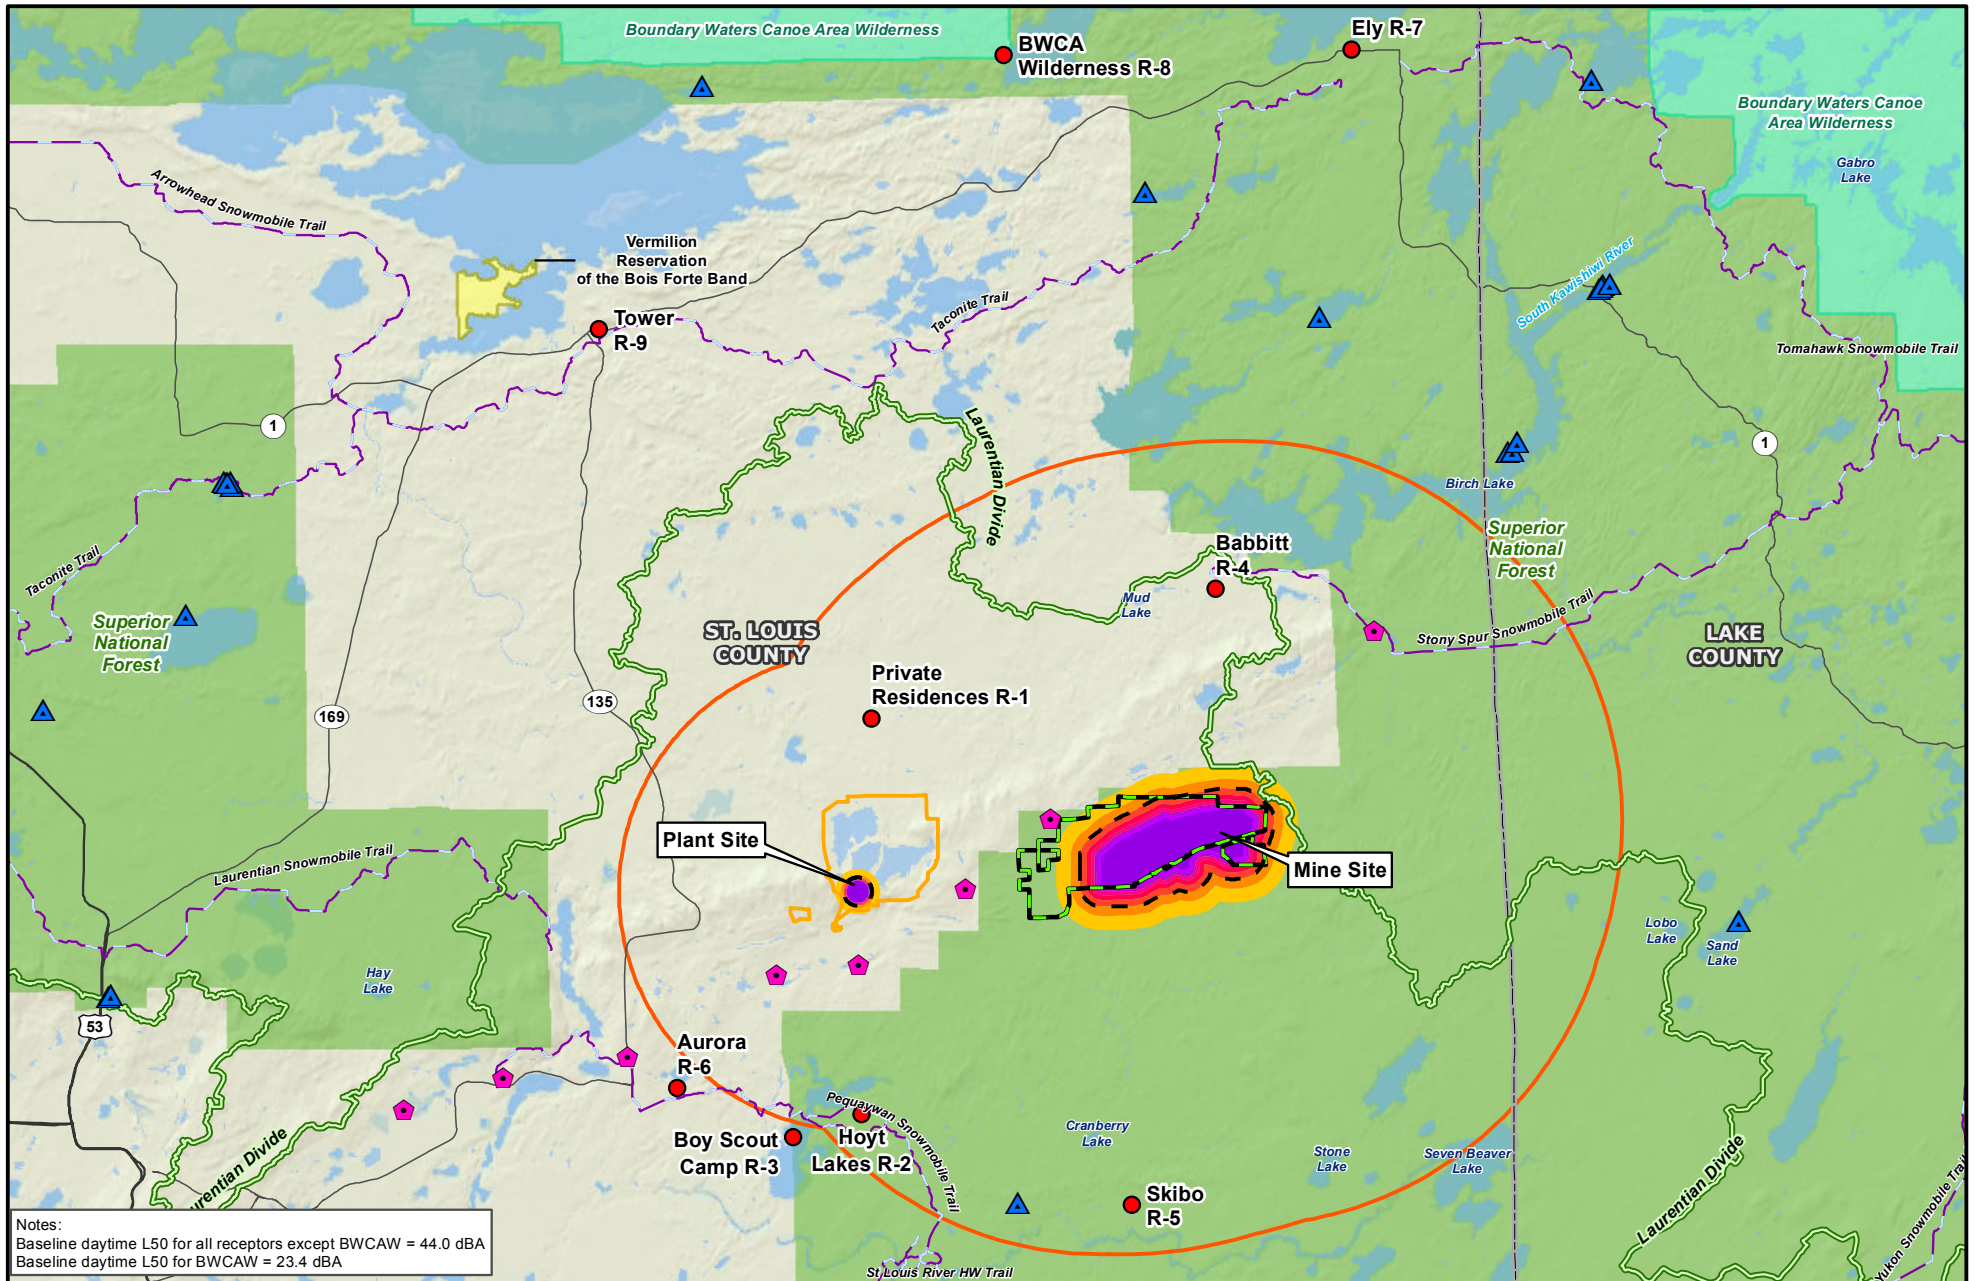 Boundary Waters Canoe Area Wilderness
BWCA
Wilderness R-8
Ely R-7
Boundary Waters Canoe
Area Wilderness
Gabro
Lake
Arrowhead Snowmobile Trail
Vermilion
Reservation
of the Bois Forte Band
South Kawishiwi River
Taconite Trail
Tower
R-9
Tomahawk Snowmobile Trail
1
1
Laurentian Divide
Birch Lake
Superior
National
Forest
Babbitt
R-4
Taconite Trail
Mud
Lake
Stony Spur Snowmobile Trail
Superior
National
Forest
ST. LOUIS
COUNTY
LAKE
COUNTY
Private
Residences R-1
169
135
Plant Site
Mine Site
Laurentian Snowmobile Trail
Lobo
Lake
Sand
Lake
Hay
Lake
53
Aurora
R-6
Pequaywan Snowmobile Trail
Boy Scout
Camp R-3
Hoyt
Lakes R-2
Cranberry
Lake
Stone
Lake
Seven Beaver
Lake
Skibo
R-5
urentian Divide
Laurentian Divide
Yukon Snowmobile Trail
St Louis River HW Trail
Notes:
Baseline daytime L50 for all receptors except BWCAW = 44.0 dBA
Baseline daytime L50 for BWCAW = 23.4 dBA